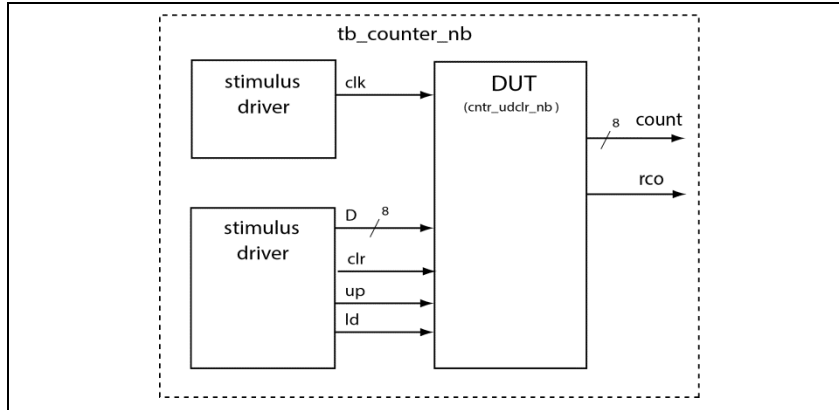 tb_counter_nb
stimulus
driver
clk
DUT
(cntr_udclr_nb)
8
count
rco
stimulus
driver
D
8
clr
up
ld